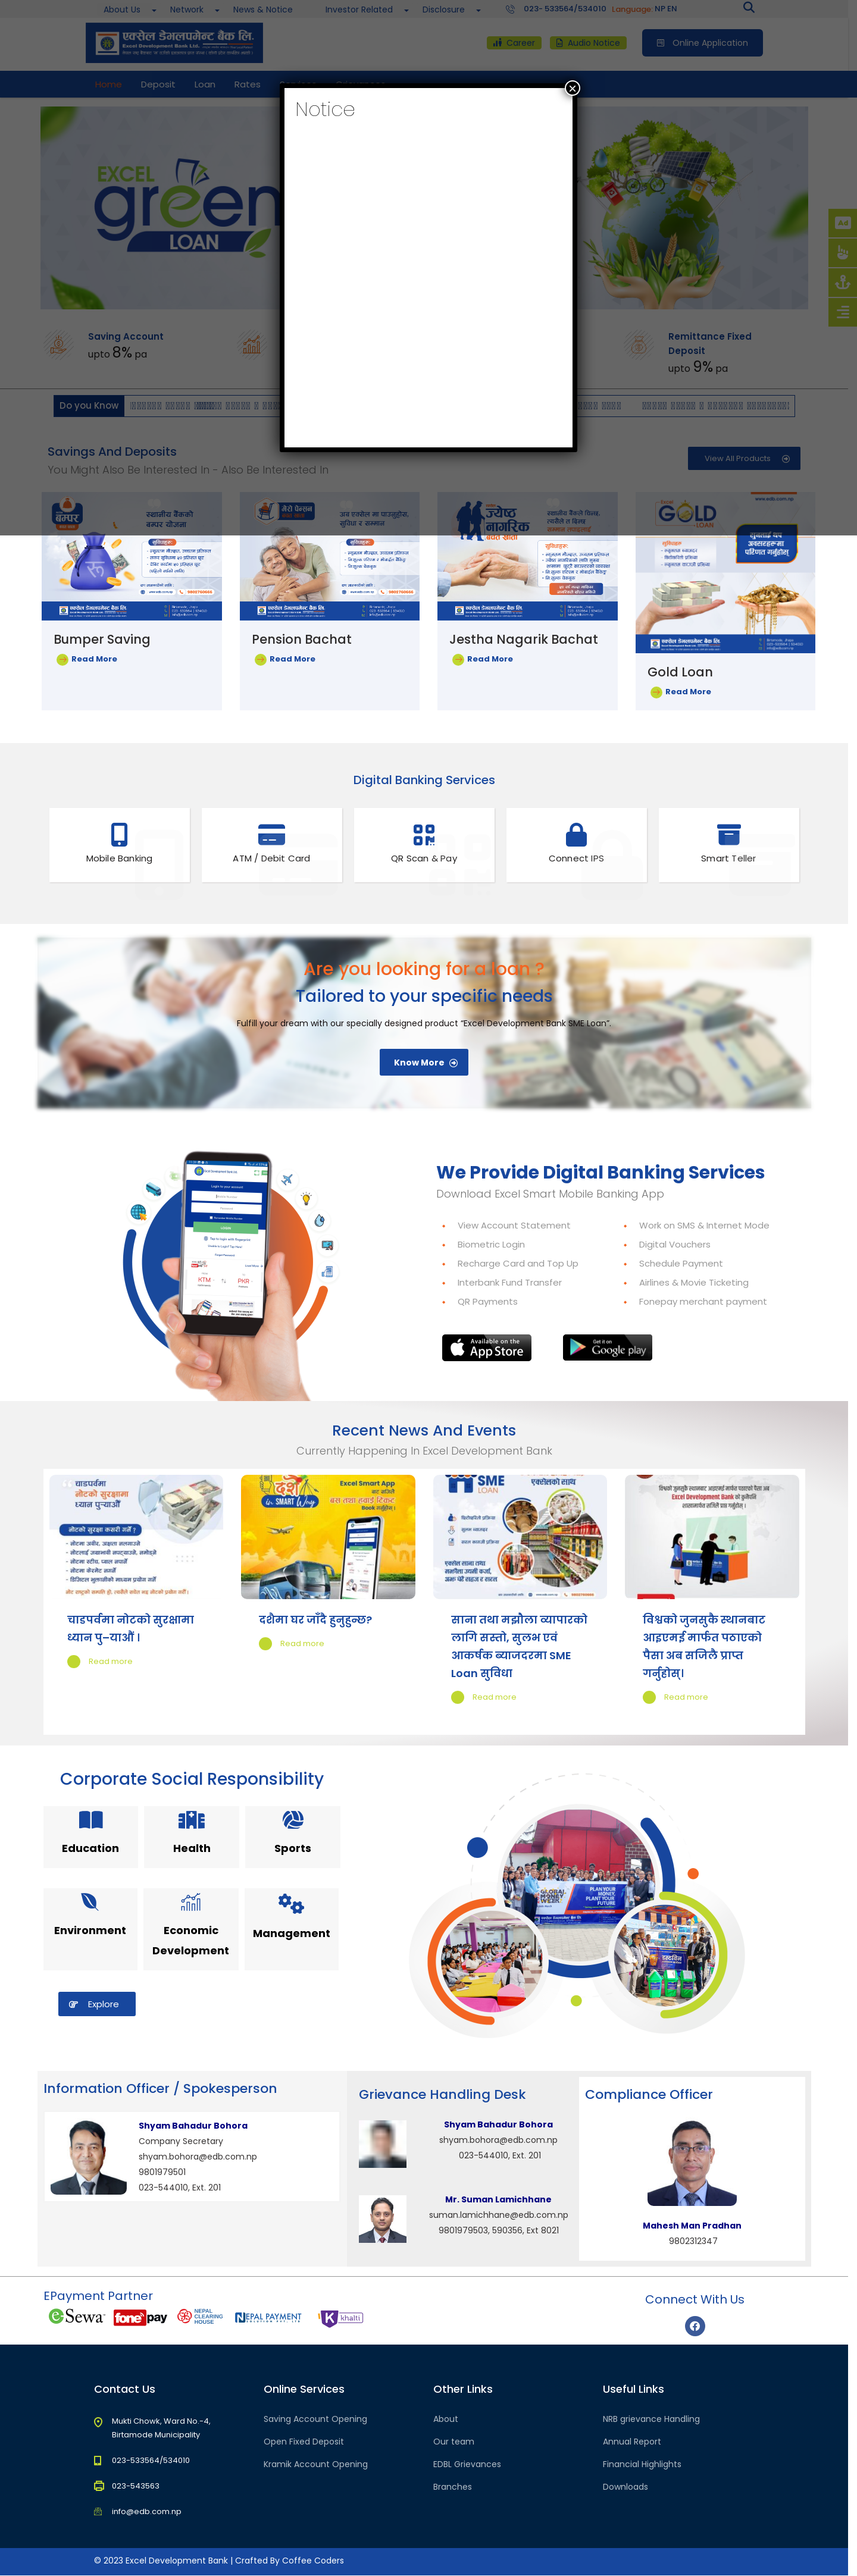 About Us
Network
News & Notice
Investor Related
Disclosure
023- 533564/534010
Language: NP EN
एक्सेल डेभलपमेन्ट बैंक लि.
Excel Development Bank Ltd.
Career
Audio Notice
Online Application
Home
Deposit
Loan
Rates
Notice
×
EXCEL
green
LOAN
Saving Account
upto 8% pa
Remittance Fixed
Deposit
upto 9% pa
Do you Know
Savings And Deposits
You Might Also Be Interested In - Also Be Interested In
View All Products
Bumper Saving
Read More
Pension Bachat
Read More
Jestha Nagarik Bachat
Read More
Excel
GOLD
LOAN
Gold Loan
Read More
Digital Banking Services
Mobile Banking
ATM / Debit Card
QR Scan & Pay
Connect IPS
Smart Teller
Are you looking for a loan ?
Tailored to your specific needs
Fulfill your dream with our specially designed product “Excel Development Bank SME Loan”.
Know More
We Provide Digital Banking Services
Download Excel Smart Mobile Banking App
View Account Statement
Biometric Login
Recharge Card and Top Up
Interbank Fund Transfer
QR Payments
Work on SMS & Internet Mode
Digital Vouchers
Schedule Payment
Airlines & Movie Ticketing
Fonepay merchant payment
Available on the
App Store
Get it on
Google play
Recent News And Events
Currently Happening In Excel Development Bank
चाडपर्वमा नोटको सुरक्षामा
ध्यान पु–याऔं ।
Read more
दशैमा घर जाँदै हुनुहुन्छ?
Read more
साना तथा मझौला व्यापारको
लागि सस्तो, सुलभ एवं
आकर्षक ब्याजदरमा SME
Loan सुविधा
Read more
विश्वको जुनसुकै स्थानबाट
आइएमई मार्फत पठाएको
पैसा अब सजिलै प्राप्त
गर्नुहोस्।
Read more
Corporate Social Responsibility
Education
Health
Sports
Environment
Economic
Development
Management
Explore
Information Officer / Spokesperson
Shyam Bahadur Bohora
Company Secretary
shyam.bohora@edb.com.np
9801979501
023-544010, Ext. 201
Grievance Handling Desk
Shyam Bahadur Bohora
shyam.bohora@edb.com.np
023-544010, Ext. 201
Mr. Suman Lamichhane
suman.lamichhane@edb.com.np
9801979503, 590356, Ext 8021
Compliance Officer
Mahesh Man Pradhan
9802312347
EPayment Partner
eSewa
fonepay
NEPAL
CLEARING
HOUSE
NEPAL PAYMENT
khalti
Connect With Us
Contact Us
Mukti Chowk, Ward No.-4,
Birtamode Municipality
023-533564/534010
023-543563
info@edb.com.np
Online Services
Saving Account Opening
Open Fixed Deposit
Kramik Account Opening
Other Links
About
Our team
EDBL Grievances
Branches
Useful Links
NRB grievance Handling
Annual Report
Financial Highlights
Downloads
© 2023 Excel Development Bank | Crafted By Coffee Coders